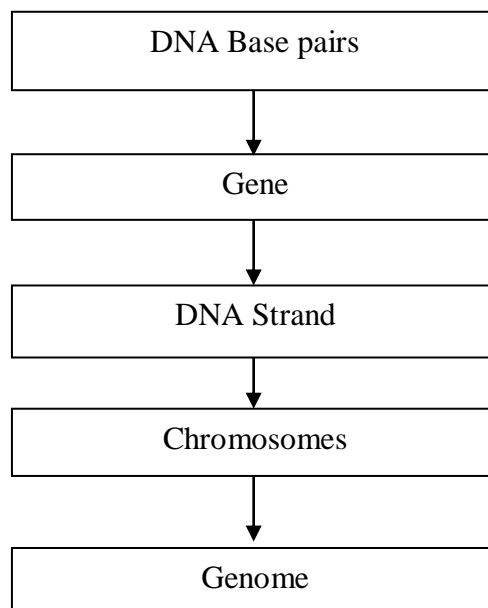 DNA Base pairs
Gene
DNA Strand
Chromosomes
Genome